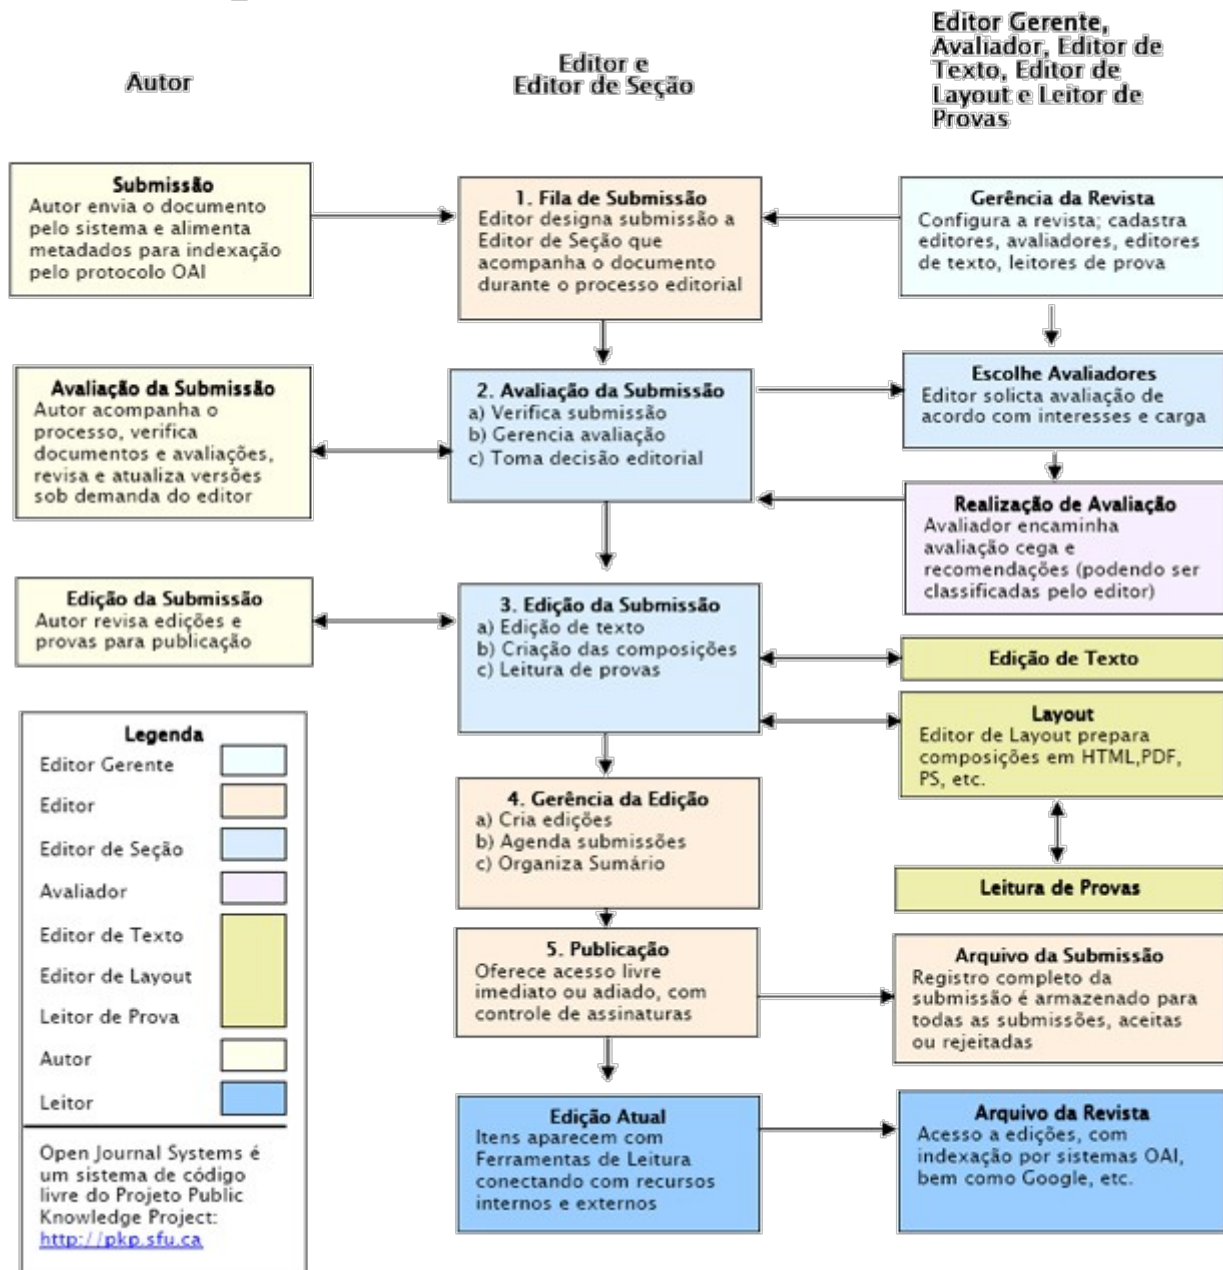 Autor
Editor e
Editor de Seção
Editor Gerente,
Avaliador, Editor de
Texto, Editor de
Layout e Leitor de
Provas
Submissão
Autor envia o documento
pelo sistema e alimenta
metadados para indexação
pelo protocolo OAI
1. Fila de Submissão
Editor designa submissão a
Editor de Seção que
acompanha o documento
durante o processo editorial
Gerência da Revista
Configura a revista; cadastra
editores, avaliadores, editores
de texto, leitores de prova
Avaliação da Submissão
Autor acompanha o
processo, verifica
documentos e avaliações,
revisa e atualiza versões
sob demanda do editor
2. Avaliação da Submissão
a) Verifica submissão
b) Gerencia avaliação
c) Toma decisão editorial
Escolhe Avaliadores
Editor solicta avaliação de
acordo com interesses e carga
Realização de Avaliação
Avaliador encaminha
avaliação cega e
recomendações (podendo ser
classificadas pelo editor)
Edição da Submissão
Autor revisa edições e
provas para publicação
3. Edição da Submissão
a) Edição de texto
b) Criação das composições
c) Leitura de provas
Edição de Texto
Layout
Editor de Layout prepara
composições em HTML,PDF,
PS, etc.
Leitura de Provas
4. Gerência da Edição
a) Cria edições
b) Agenda submissões
c) Organiza Sumário
5. Publicação
Oferece acesso livre
imediato ou adiado, com
controle de assinaturas
Arquivo da Submissão
Registro completo da
submissão é armazenado para
todas as submissões, aceitas
ou rejeitadas
Edição Atual
Itens aparecem com
Ferramentas de Leitura
conectando com recursos
internos e externos
Arquivo da Revista
Acesso a edições, com
indexação por sistemas OAI,
bem como Google, etc.
Legenda
Editor Gerente
Editor
Editor de Seção
Avaliador
Editor de Texto
Editor de Layout
Leitor de Prova
Autor
Leitor
Open Journal Systems é
um sistema de código
livre do Projeto Public
Knowledge Project:
http://pkp.sfu.ca